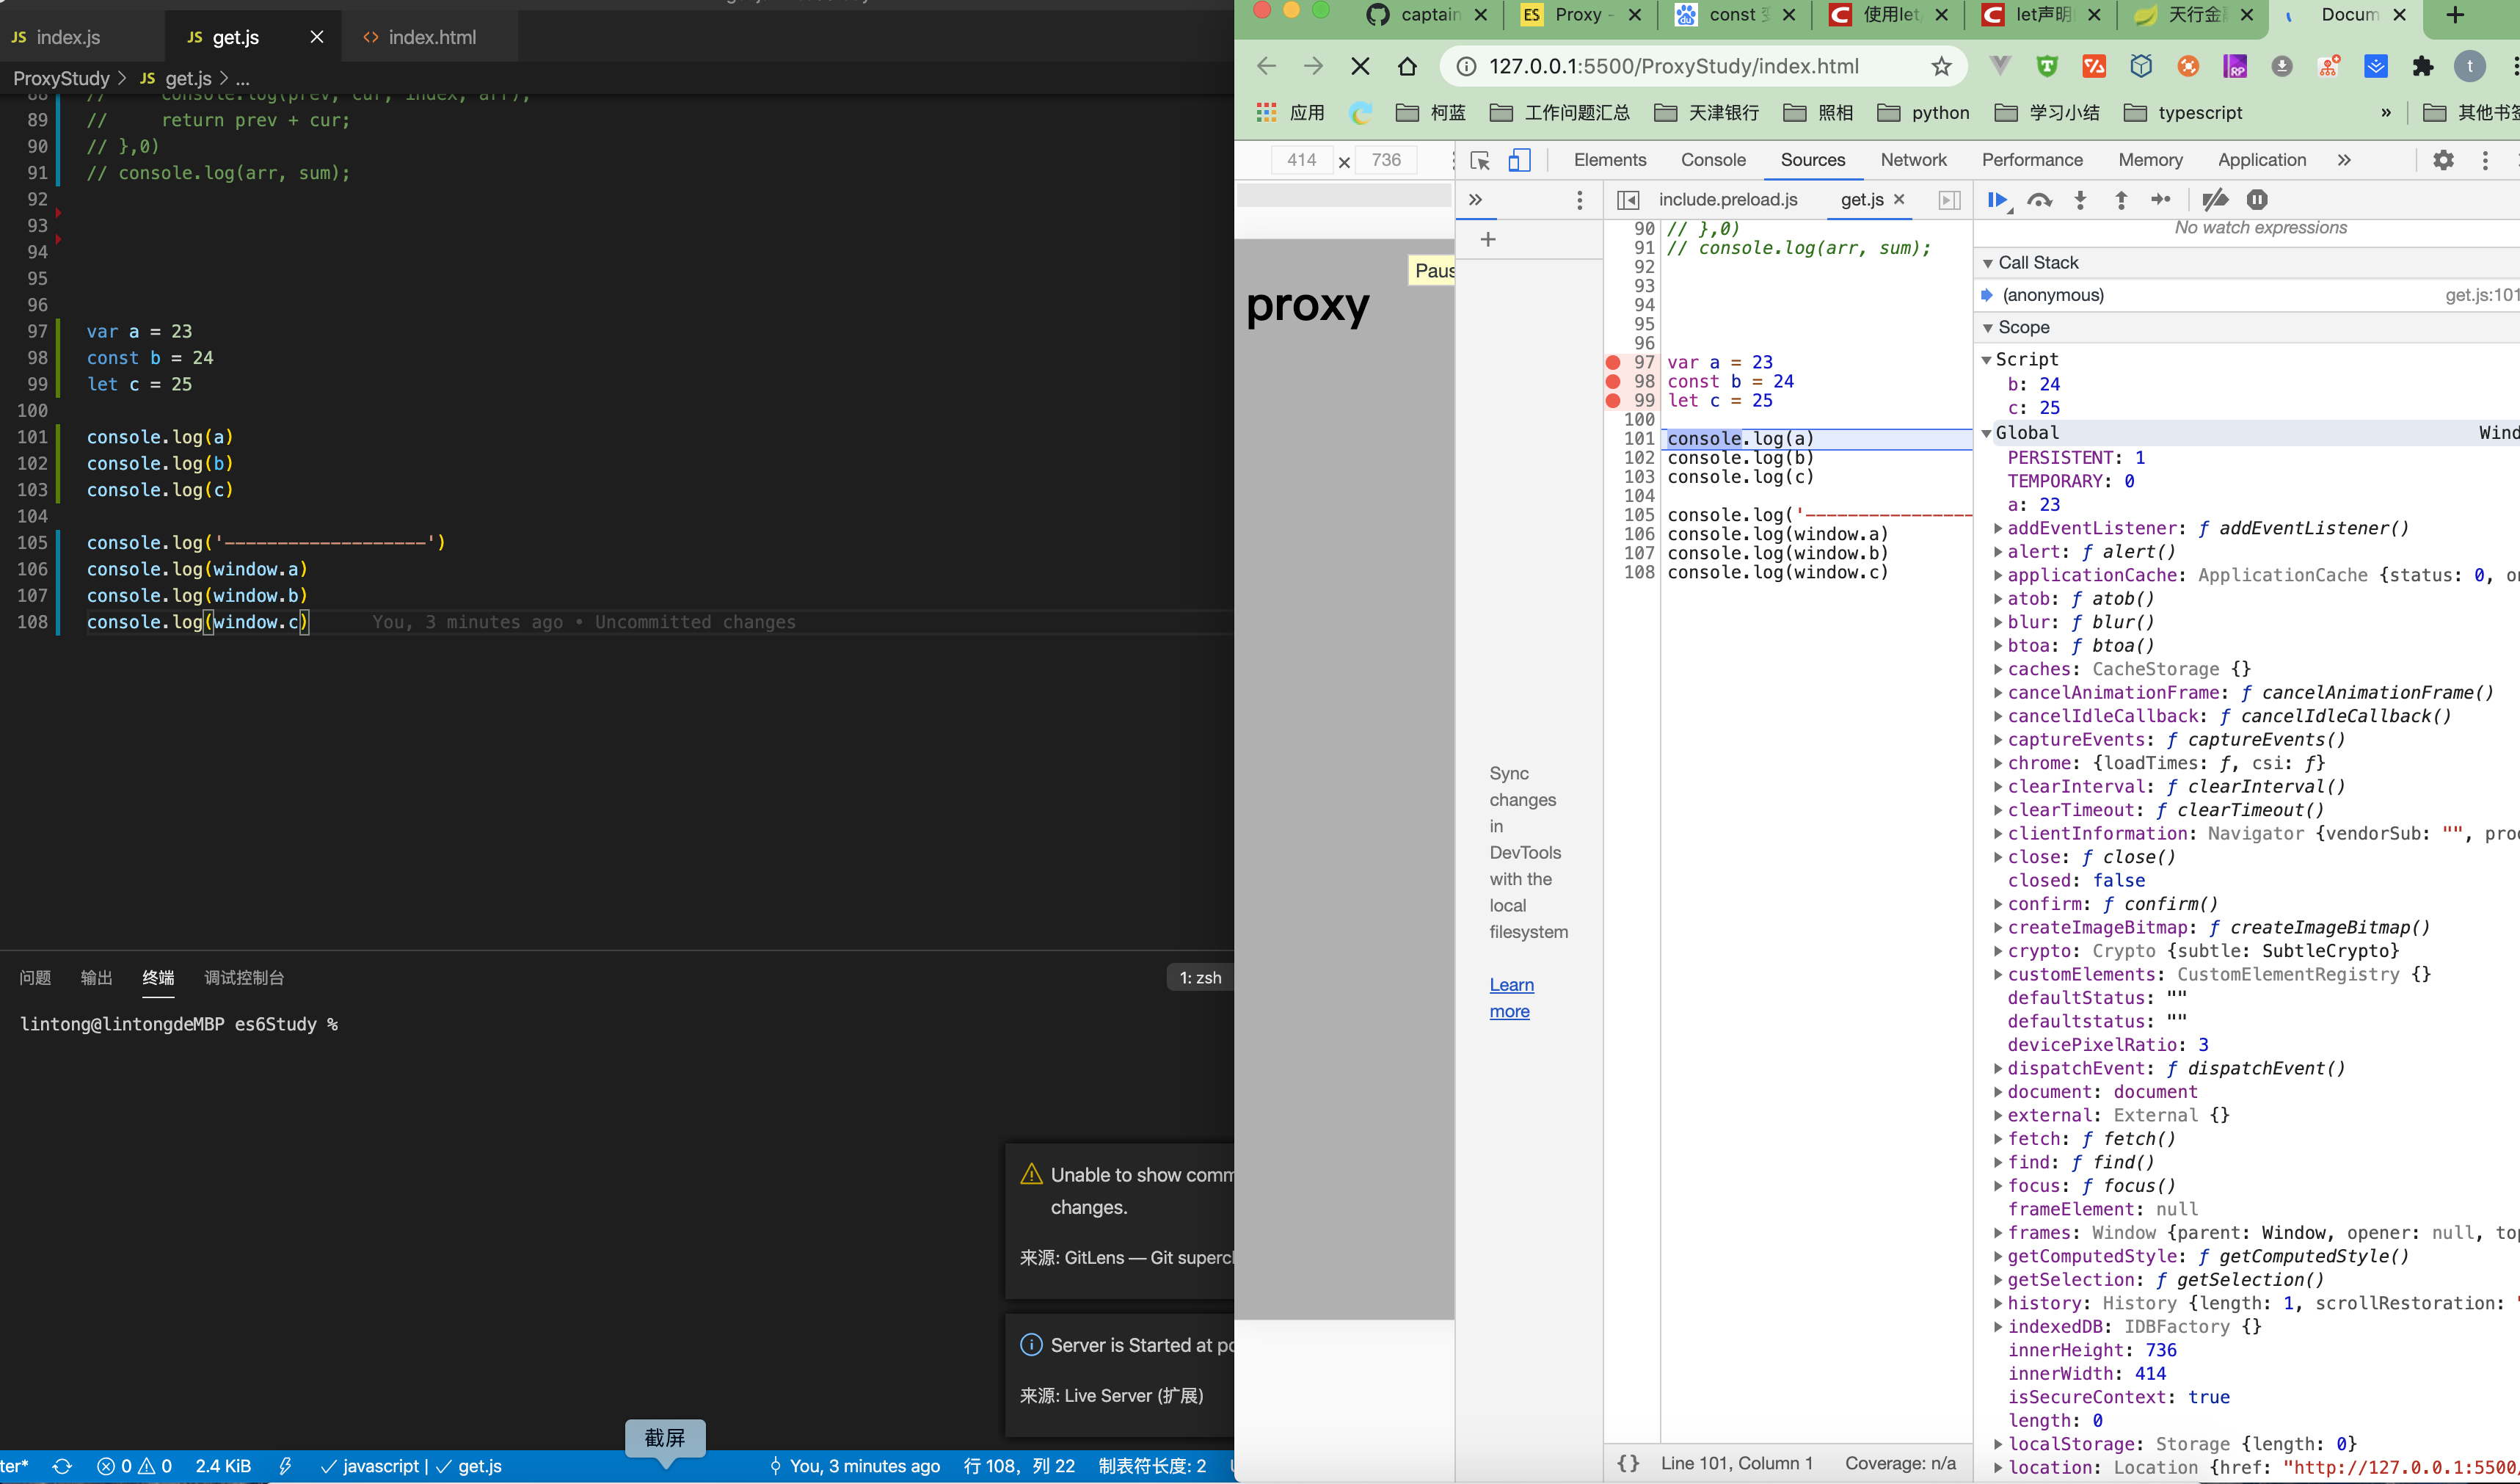 JS index.js
JS get.js
<> index.html
ProxyStudy > JS get.js > ...
88 // console.log(prev, cur, index, arr);
89 // return prev + cur;
90 // },0)
91 // console.log(arr, sum);
92
93
94
95
96
97 var a = 23
98 const b = 24
99 let c = 25
100
101 console.log(a)
102 console.log(b)
103 console.log(c)
104
105 console.log('-------------------')
106 console.log(window.a)
107 console.log(window.b)
108 console.log(window.c) You, 3 minutes ago • Uncommitted changes
问题 输出 终端 调试控制台
1: zsh
lintong@lintongdeMBP es6Study %
Unable to show comm
changes.
来源: GitLens — Git superc
Server is Started at po
来源: Live Server (扩展)
截屏
ter* 0 0 2.4 KiB javascript | get.js You, 3 minutes ago 行 108，列 22 制表符长度: 2
captain ES Proxy - const 使用let let声明 天行金 Docum
127.0.0.1:5500/ProxyStudy/index.html
t
应用 柯蓝 工作问题汇总 天津银行 照相 python 学习小结 typescript » 其他书签
414 × 736
Elements Console Sources Network Performance Memory Application »
include.preload.js get.js
Paus
proxy
Sync
changes
in
DevTools
with the
local
filesystem
Learn
more
90 // },0)
91 // console.log(arr, sum);
92
93
94
95
96
97 var a = 23
98 const b = 24
99 let c = 25
100
101 console.log(a)
102 console.log(b)
103 console.log(c)
104
105 console.log('----------------
106 console.log(window.a)
107 console.log(window.b)
108 console.log(window.c)
{} Line 101, Column 1 Coverage: n/a
No watch expressions
Call Stack
(anonymous) get.js:101
Scope
Script
b: 24
c: 25
Global Wind
PERSISTENT: 1
TEMPORARY: 0
a: 23
addEventListener: ƒ addEventListener()
alert: ƒ alert()
applicationCache: ApplicationCache {status: 0, on
atob: ƒ atob()
blur: ƒ blur()
btoa: ƒ btoa()
caches: CacheStorage {}
cancelAnimationFrame: ƒ cancelAnimationFrame()
cancelIdleCallback: ƒ cancelIdleCallback()
captureEvents: ƒ captureEvents()
chrome: {loadTimes: ƒ, csi: ƒ}
clearInterval: ƒ clearInterval()
clearTimeout: ƒ clearTimeout()
clientInformation: Navigator {vendorSub: "", prod
close: ƒ close()
closed: false
confirm: ƒ confirm()
createImageBitmap: ƒ createImageBitmap()
crypto: Crypto {subtle: SubtleCrypto}
customElements: CustomElementRegistry {}
defaultStatus: ""
defaultstatus: ""
devicePixelRatio: 3
dispatchEvent: ƒ dispatchEvent()
document: document
external: External {}
fetch: ƒ fetch()
find: ƒ find()
focus: ƒ focus()
frameElement: null
frames: Window {parent: Window, opener: null, top
getComputedStyle: ƒ getComputedStyle()
getSelection: ƒ getSelection()
history: History {length: 1, scrollRestoration: "
indexedDB: IDBFactory {}
innerHeight: 736
innerWidth: 414
isSecureContext: true
length: 0
localStorage: Storage {length: 0}
location: Location {href: "http://127.0.0.1:5500/